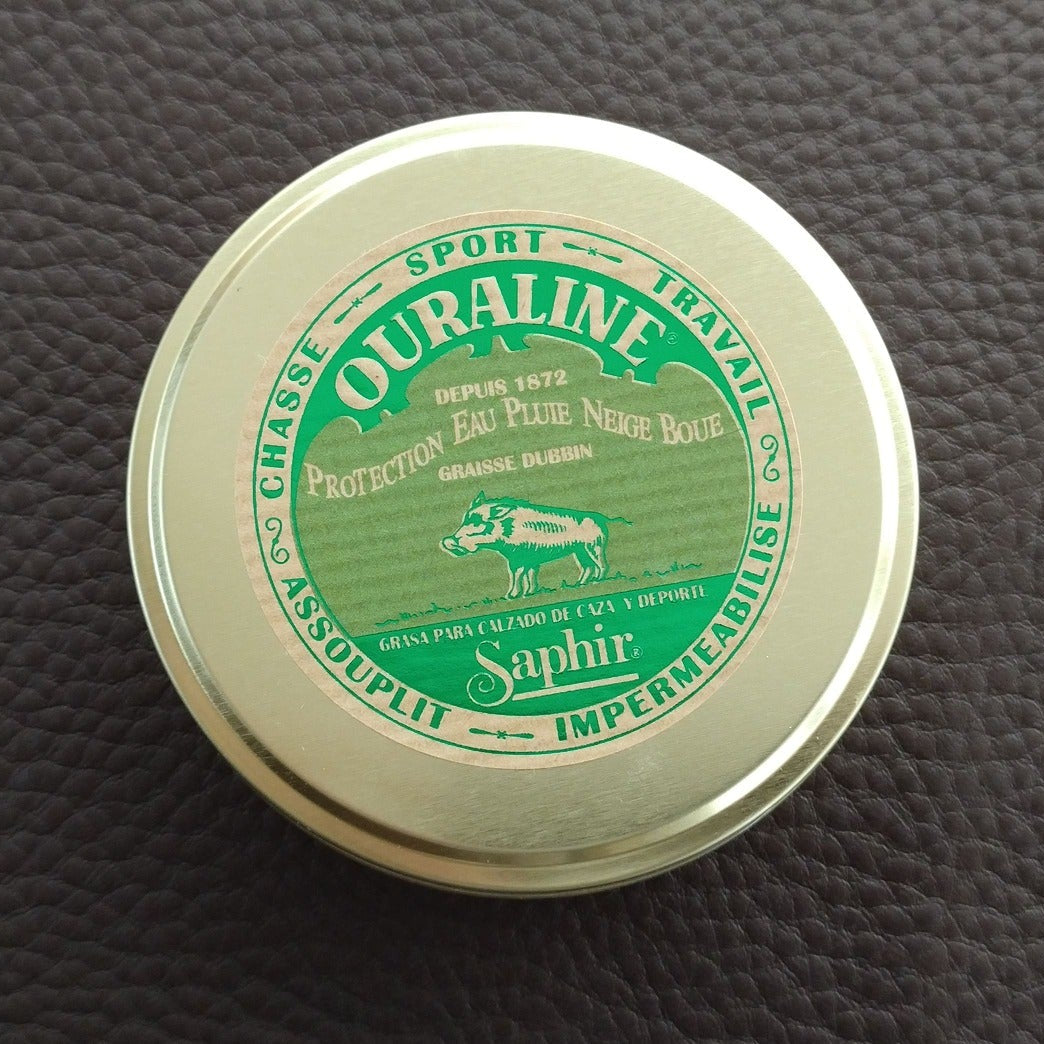 CHASSE SPORT TRAVAIL
OURALINE®
DEPUIS 1872
PROTECTION EAU PLUIE NEIGE BOUE
GRAISSE DUBBIN
GRASA PARA CALZADO DE CAZA Y DEPORTE
Saphir®
ASSOUPLIT IMPERMEABILISE